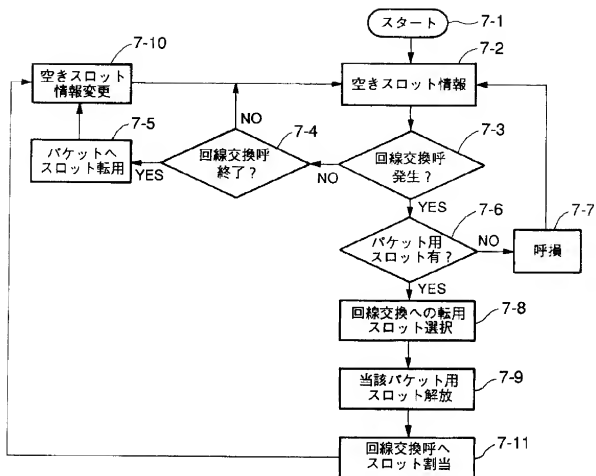 スタート
7-1
7-2
空きスロット情報
7-10
空きスロット
情報変更
7-5
パケットへ
スロット転用
YES
NO
7-4
回線交換呼
終了？
NO
7-3
回線交換呼
発生？
YES
7-6
パケット用
スロット有？
NO
7-7
呼損
YES
7-8
回線交換への転用
スロット選択
7-9
当該パケット用
スロット解放
7-11
回線交換呼へ
スロット割当